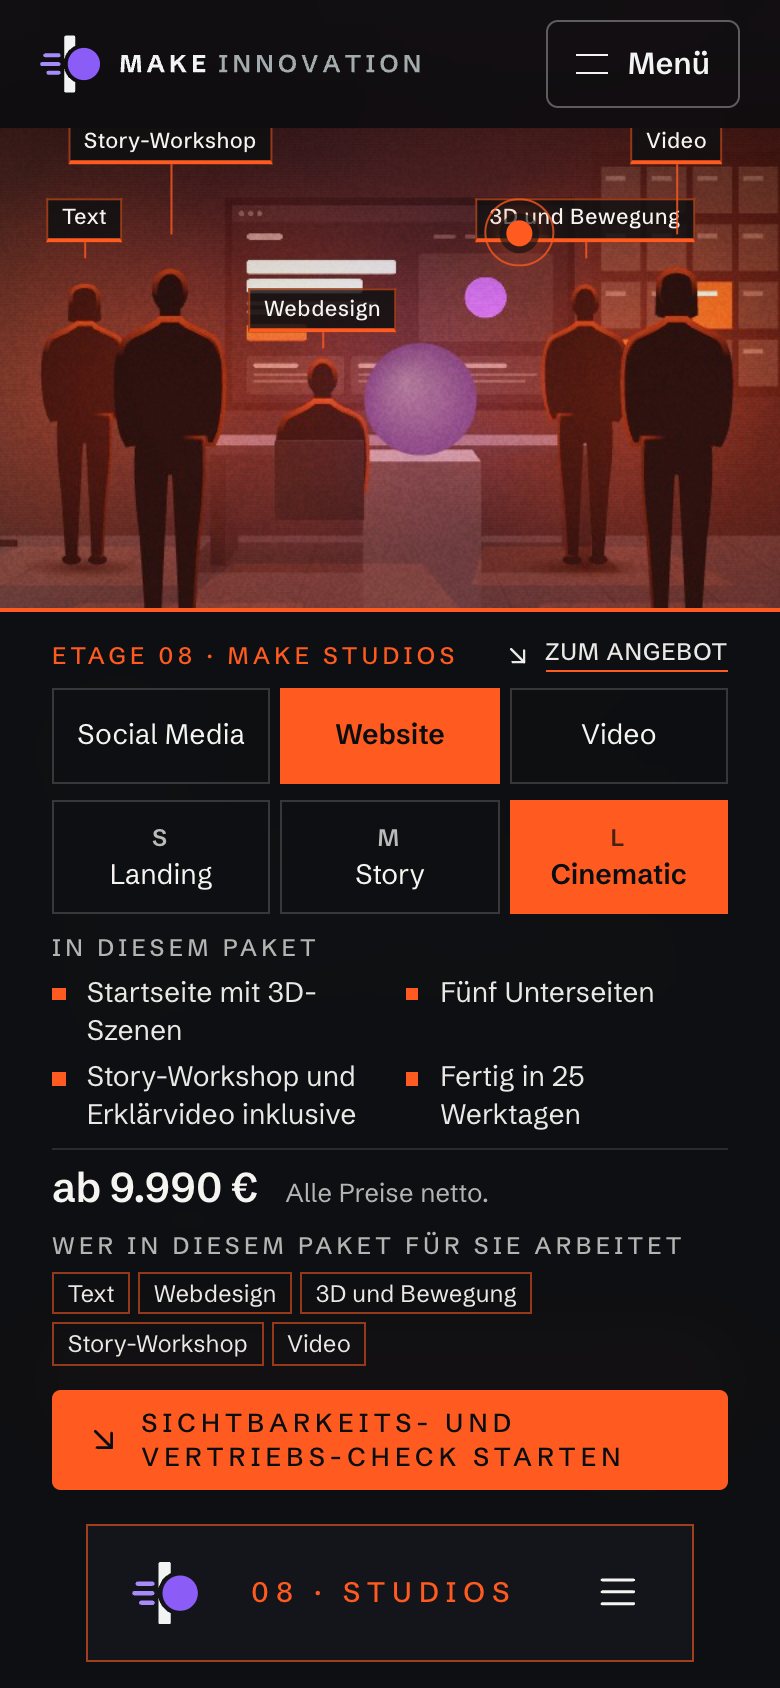 MAKE INNOVATION
Menü
Story-Workshop
Video
Text
3D und Bewegung
Webdesign
ETAGE 08 · MAKE STUDIOS
ZUM ANGEBOT
Social Media
Website
Video
S
Landing
M
Story
L
Cinematic
IN DIESEM PAKET
Startseite mit 3D-
Szenen
Fünf Unterseiten
Story-Workshop und
Erklärvideo inklusive
Fertig in 25
Werktagen
ab 9.990 €
Alle Preise netto.
WER IN DIESEM PAKET FÜR SIE ARBEITET
Text
Webdesign
3D und Bewegung
Story-Workshop
Video
SICHTBARKEITS- UND
VERTRIEBS-CHECK STARTEN
08 · STUDIOS